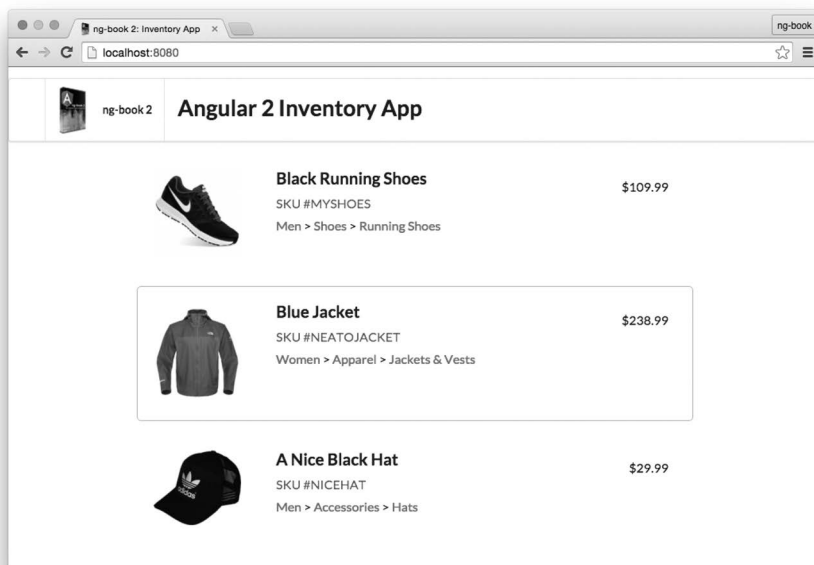 ng-book 2: Inventory App
ng-book
localhost:8080
ng-book 2
Angular 2 Inventory App
Black Running Shoes
$109.99
SKU #MYSHOES
Men > Shoes > Running Shoes
Blue Jacket
$238.99
SKU #NEATOJACKET
Women > Apparel > Jackets & Vests
A Nice Black Hat
$29.99
SKU #NICEHAT
Men > Accessories > Hats
adidas